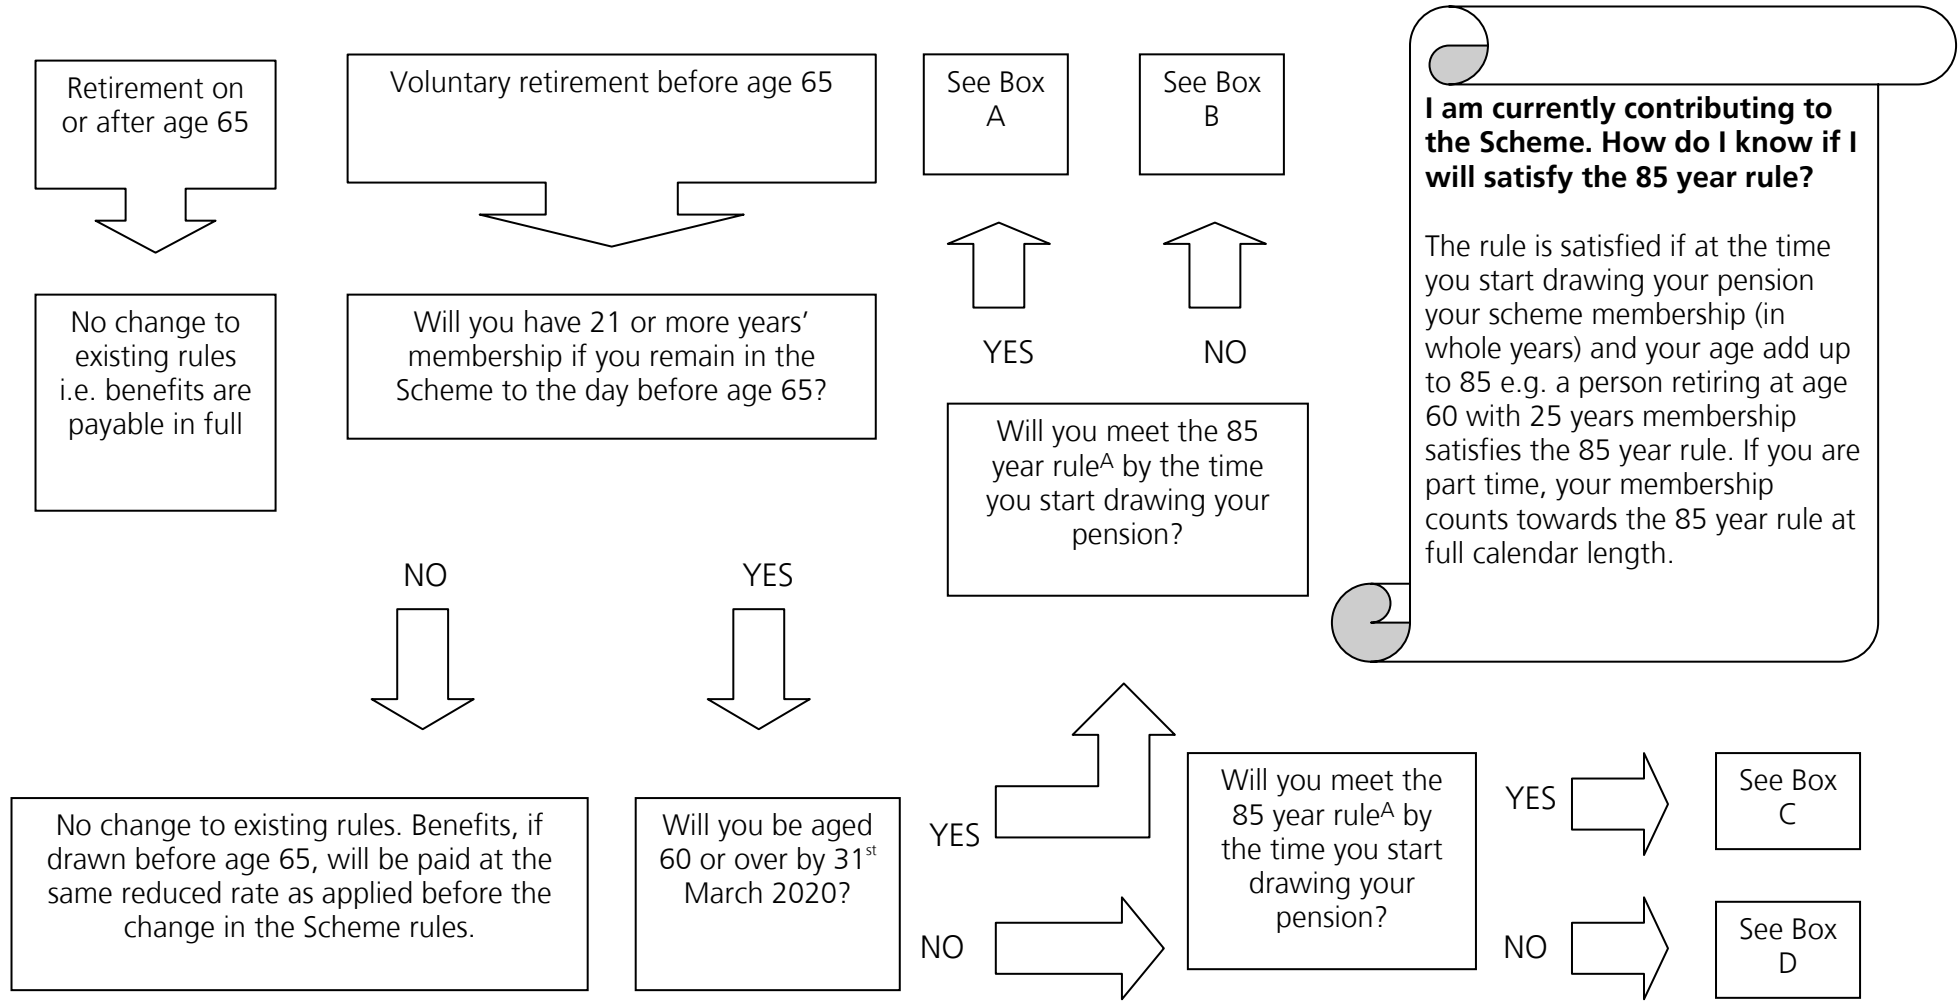 Retirement on
or after age 65
Voluntary retirement before age 65
See Box
A
See Box
B
I am currently contributing to
the Scheme. How do I know if I
will satisfy the 85 year rule?
The rule is satisfied if at the time
you start drawing your pension
your scheme membership (in
whole years) and your age add up
to 85 e.g. a person retiring at age
60 with 25 years membership
satisfies the 85 year rule. If you are
part time, your membership
counts towards the 85 year rule at
full calendar length.
No change to
existing rules
i.e. benefits are
payable in full
Will you have 21 or more years’
membership if you remain in the
Scheme to the day before age 65?
YES
NO
Will you meet the 85
year ruleA by the time
you start drawing your
pension?
NO
YES
No change to existing rules. Benefits, if
drawn before age 65, will be paid at the
same reduced rate as applied before the
change in the Scheme rules.
Will you be aged
60 or over by 31st
March 2020?
YES
NO
Will you meet the
85 year ruleA by
the time you start
drawing your
pension?
YES
See Box
C
NO
See Box
D